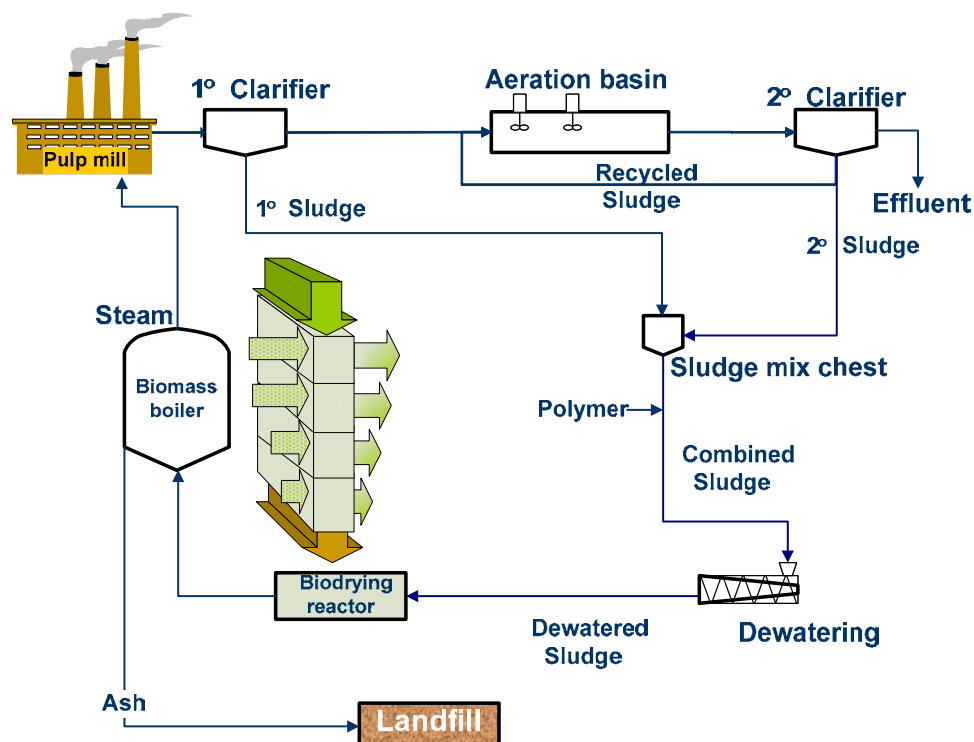 1º Clarifier
Aeration basin
2º Clarifier
Pulp mill
Recycled
Sludge
Effluent
1º Sludge
2º Sludge
Steam
Sludge mix chest
Biomass
boiler
Polymer
Combined
Sludge
Biodrying
reactor
Dewatered
Sludge
Dewatering
Ash
Landfill